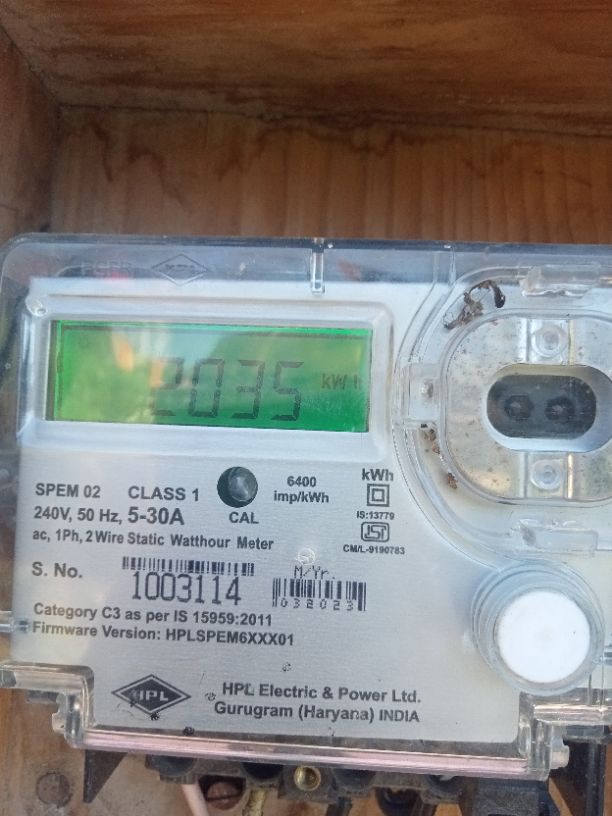 HPL
2035 kWh
SPEM 02 CLASS 1
240V, 50 Hz, 5-30A
ac, 1Ph, 2 Wire Static Watthour Meter
CAL
6400
imp/kWh
kWh
IS:13779
ISI
CM/L-9190783
S. No.
1003114
M/Yr.
032023
Category C3 as per IS 15959:2011
Firmware Version: HPLSPEM6XXX01
HPL
HPL Electric & Power Ltd.
Gurugram (Haryana) INDIA